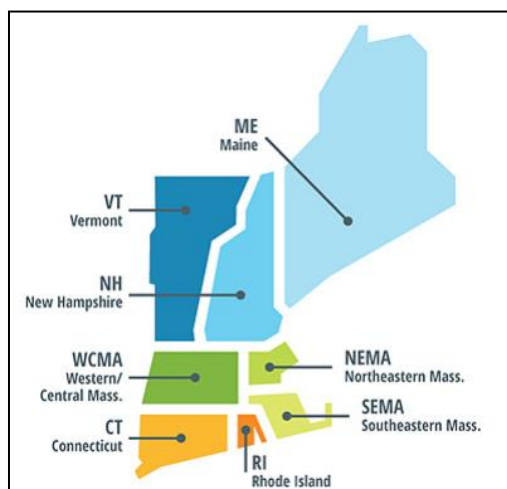 ME
Maine
VT
Vermont
NH
New Hampshire
WCMA
Western/
Central Mass.
NEMA
Northeastern Mass.
SEMA
Southeastern Mass.
CT
Connecticut
RI
Rhode Island